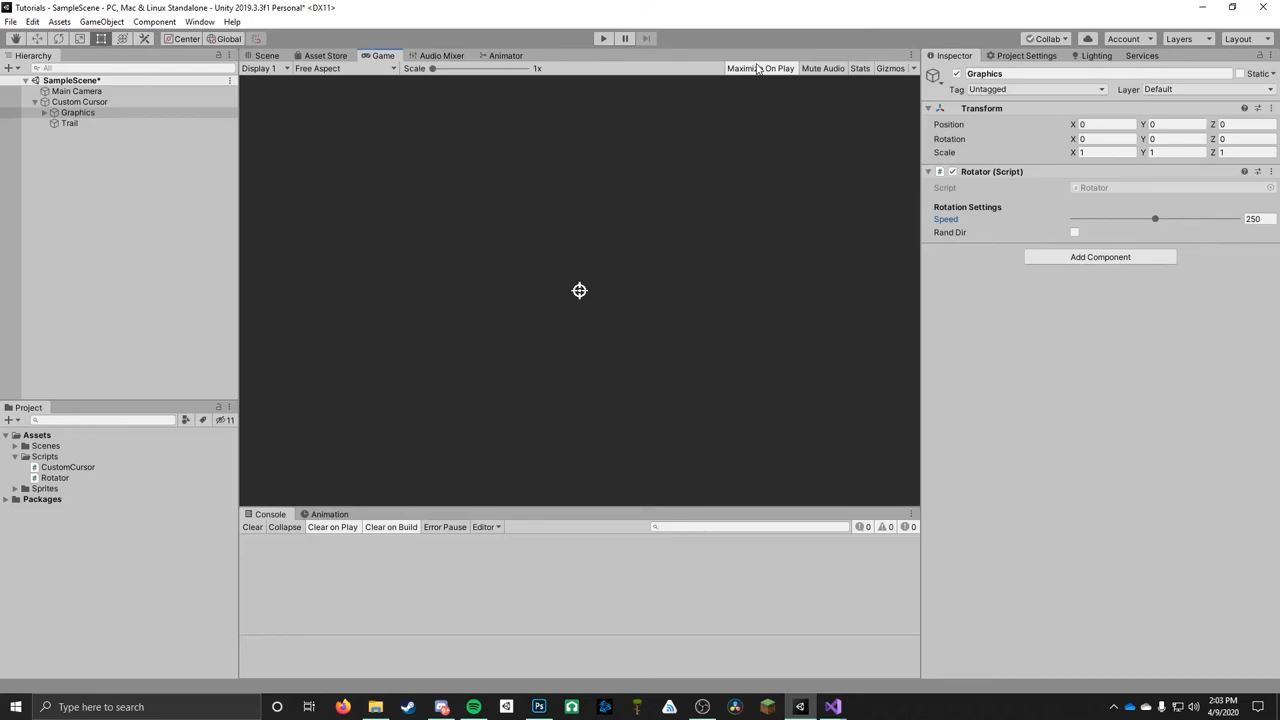 Tutorials - SampleScene - PC, Mac & Linux Standalone - Unity 2019.3.3f1 Personal* <DX11>
File Edit Assets GameObject Component Window Help
Center Global Collab Account Layers Layout
Hierarchy Scene Asset Store Game Audio Mixer Animator Inspector Project Settings Lighting Services
All Display 1 Free Aspect Scale 1x Maximize On Play Mute Audio Stats Gizmos
Graphics Static
SampleScene*
Tag Untagged Layer Default
Main Camera
Custom Cursor
Transform
Graphics
Trail
Position X 0 Y 0 Z 0
Rotation X 0 Y 0 Z 0
Scale X 1 Y 1 Z 1
Rotator (Script)
Script Rotator
Rotation Settings
Speed 250
Rand Dir
Add Component
Project
11
Assets
Scenes
Scripts
CustomCursor
Rotator
Sprites
Packages
Console Animation
Clear Collapse Clear on Play Clear on Build Error Pause Editor 0 0 0
Type here to search
2:03 PM
4/9/2020